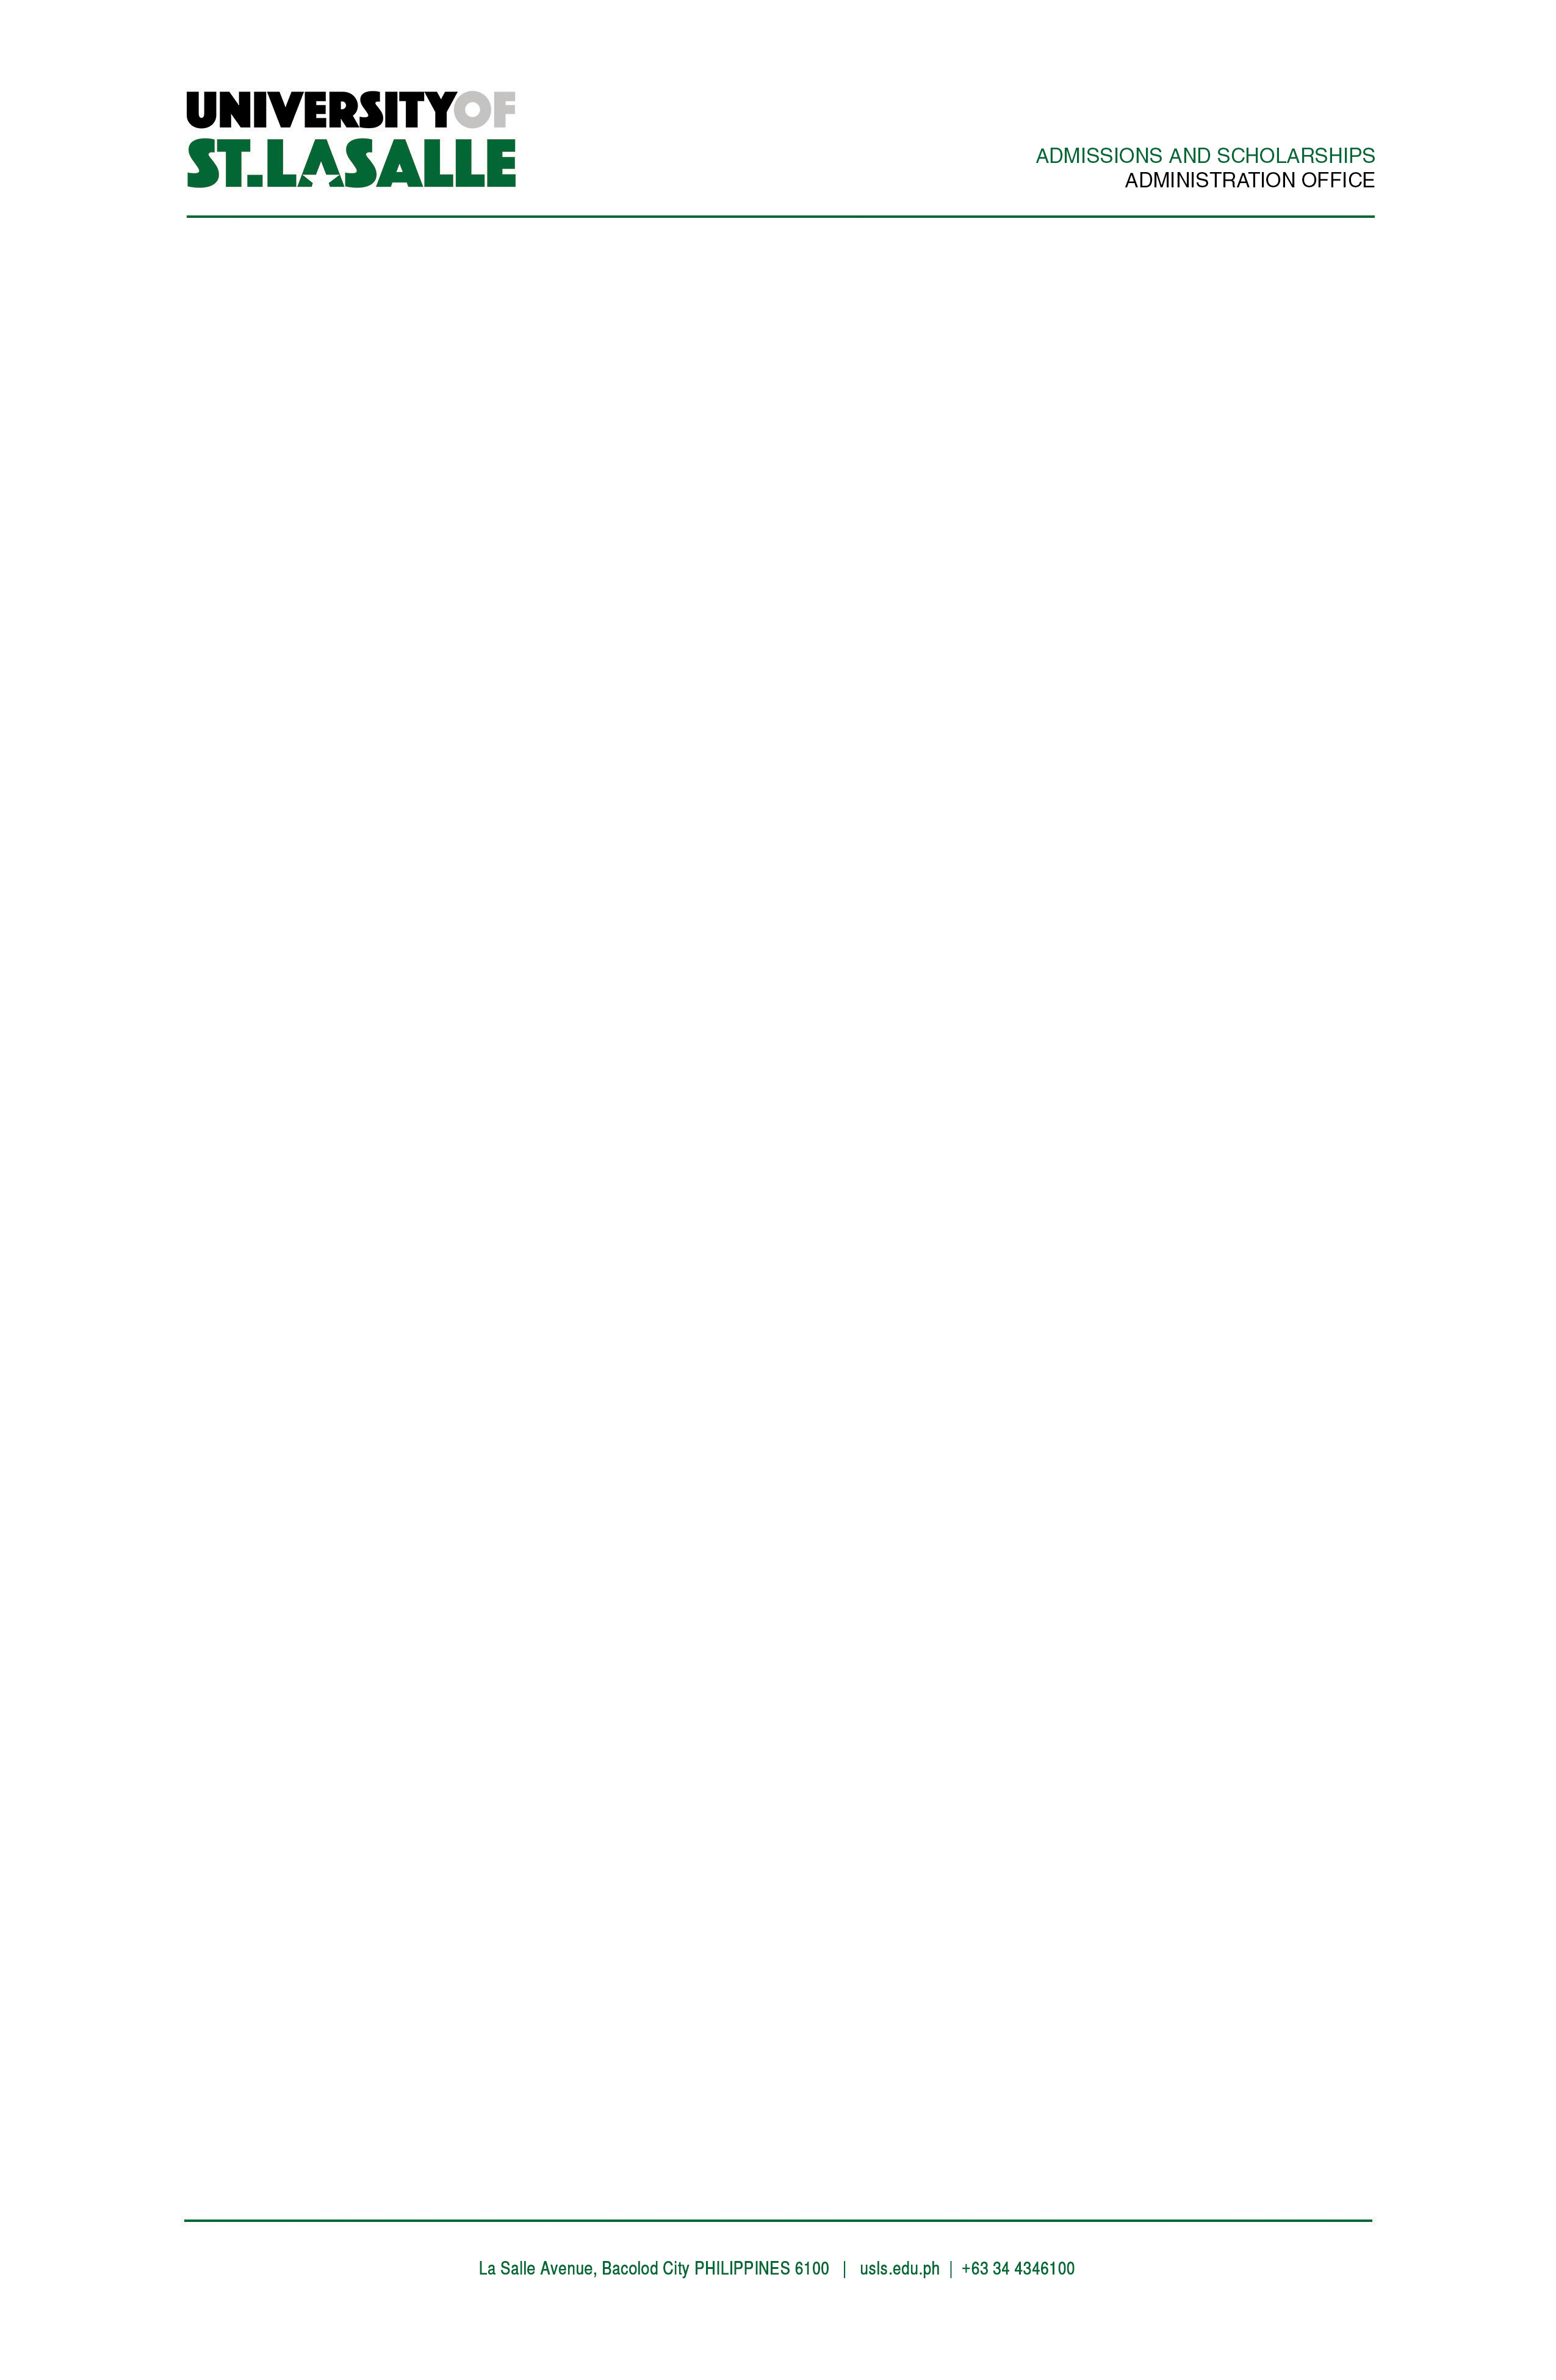 UNIVERSITYOF
ST.LASALLE
ADMISSIONS AND SCHOLARSHIPS
ADMINISTRATION OFFICE
La Salle Avenue, Bacolod City PHILIPPINES 6100 | usls.edu.ph | +63 34 4346100